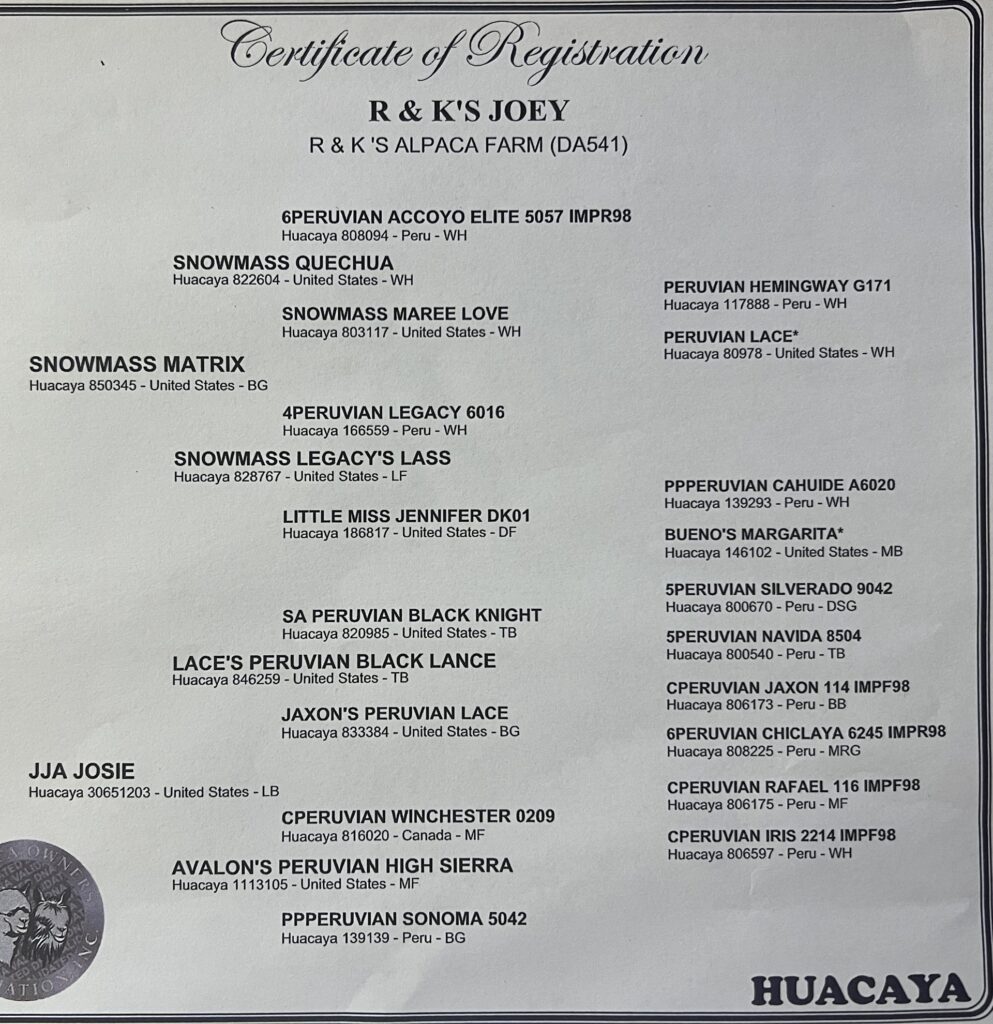 Certificate of Registration
R & K'S JOEY
R & K 'S ALPACA FARM (DA541)
6PERUVIAN ACCOYO ELITE 5057 IMPR98
Huacaya 808094 - Peru - WH
SNOWMASS QUECHUA
Huacaya 822604 - United States - WH
PERUVIAN HEMINGWAY G171
Huacaya 117888 - Peru - WH
SNOWMASS MAREE LOVE
Huacaya 803117 - United States - WH
PERUVIAN LACE*
Huacaya 80978 - United States - WH
SNOWMASS MATRIX
Huacaya 850345 - United States - BG
4PERUVIAN LEGACY 6016
Huacaya 166559 - Peru - WH
SNOWMASS LEGACY'S LASS
Huacaya 828767 - United States - LF
PPPERUVIAN CAHUIDE A6020
Huacaya 139293 - Peru - WH
LITTLE MISS JENNIFER DK01
Huacaya 186817 - United States - DF
BUENO'S MARGARITA*
Huacaya 146102 - United States - MB
5PERUVIAN SILVERADO 9042
Huacaya 800670 - Peru - DSG
SA PERUVIAN BLACK KNIGHT
Huacaya 820985 - United States - TB
5PERUVIAN NAVIDA 8504
Huacaya 800540 - Peru - TB
LACE'S PERUVIAN BLACK LANCE
Huacaya 846259 - United States - TB
CPERUVIAN JAXON 114 IMPF98
Huacaya 806173 - Peru - BB
JAXON'S PERUVIAN LACE
Huacaya 833384 - United States - BG
6PERUVIAN CHICLAYA 6245 IMPR98
Huacaya 808225 - Peru - MRG
JJA JOSIE
Huacaya 30651203 - United States - LB
CPERUVIAN RAFAEL 116 IMPF98
Huacaya 806175 - Peru - MF
CPERUVIAN WINCHESTER 0209
Huacaya 816020 - Canada - MF
CPERUVIAN IRIS 2214 IMPF98
Huacaya 806597 - Peru - WH
AVALON'S PERUVIAN HIGH SIERRA
Huacaya 1113105 - United States - MF
PPPERUVIAN SONOMA 5042
Huacaya 139139 - Peru - BG
OWNERS
INC
HUACAYA